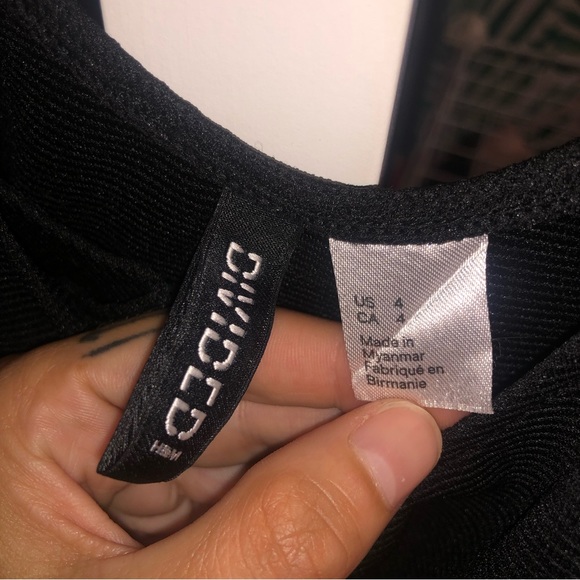 DIVIDED
H&M
US 4
CA 4
Made in
Myanmar
Fabriqué en
Birmanie